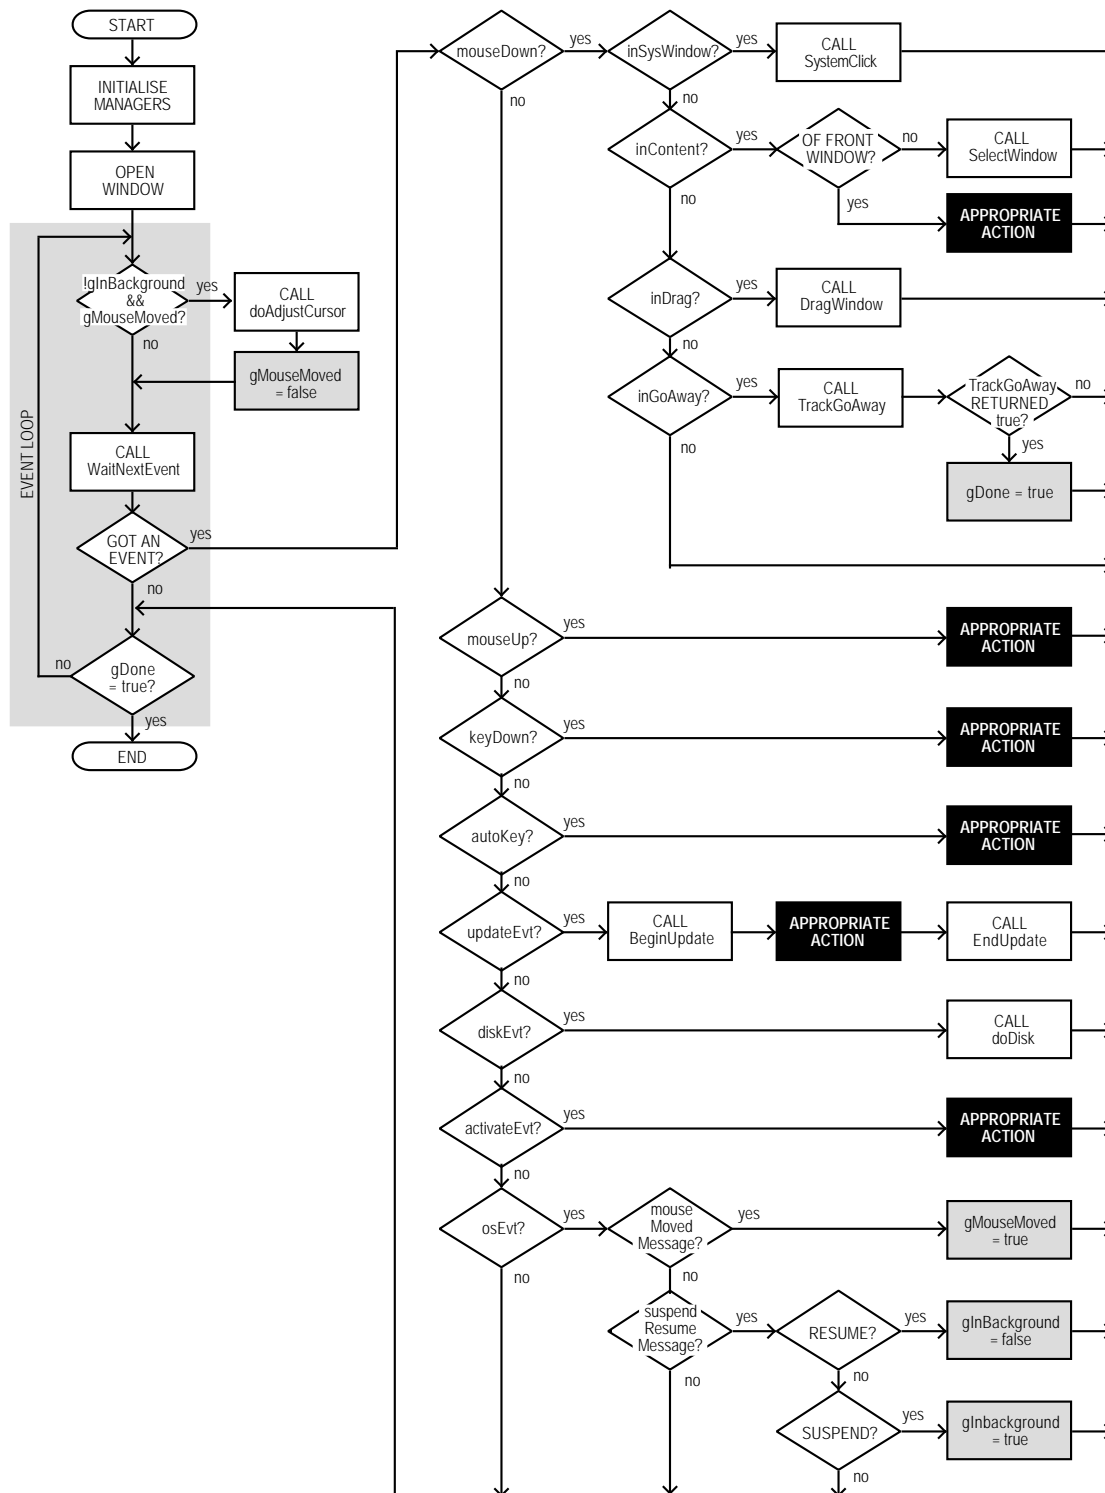 START
INITIALISE
MANAGERS
OPEN
WINDOW
EVENT LOOP
!gInBackground
&&
gMouseMoved?
yes
no
CALL
doAdjustCursor
gMouseMoved
= false
CALL
WaitNextEvent
GOT AN
EVENT?
yes
no
gDone
= true?
no
yes
END
mouseDown?
yes
no
inSysWindow?
yes
no
CALL
SystemClick
inContent?
yes
no
OF FRONT
WINDOW?
no
yes
CALL
SelectWindow
APPROPRIATE
ACTION
inDrag?
yes
no
CALL
DragWindow
inGoAway?
yes
no
CALL
TrackGoAway
TrackGoAway
RETURNED
true?
no
yes
gDone = true
mouseUp?
yes
no
APPROPRIATE
ACTION
keyDown?
yes
no
APPROPRIATE
ACTION
autoKey?
yes
no
APPROPRIATE
ACTION
updateEvt?
yes
no
CALL
BeginUpdate
APPROPRIATE
ACTION
CALL
EndUpdate
diskEvt?
yes
no
CALL
doDisk
activateEvt?
yes
no
APPROPRIATE
ACTION
osEvt?
yes
no
mouse
Moved
Message?
yes
no
gMouseMoved
= true
suspend
Resume
Message?
yes
no
RESUME?
yes
no
gInBackground
= false
SUSPEND?
yes
no
gInbackground
= true